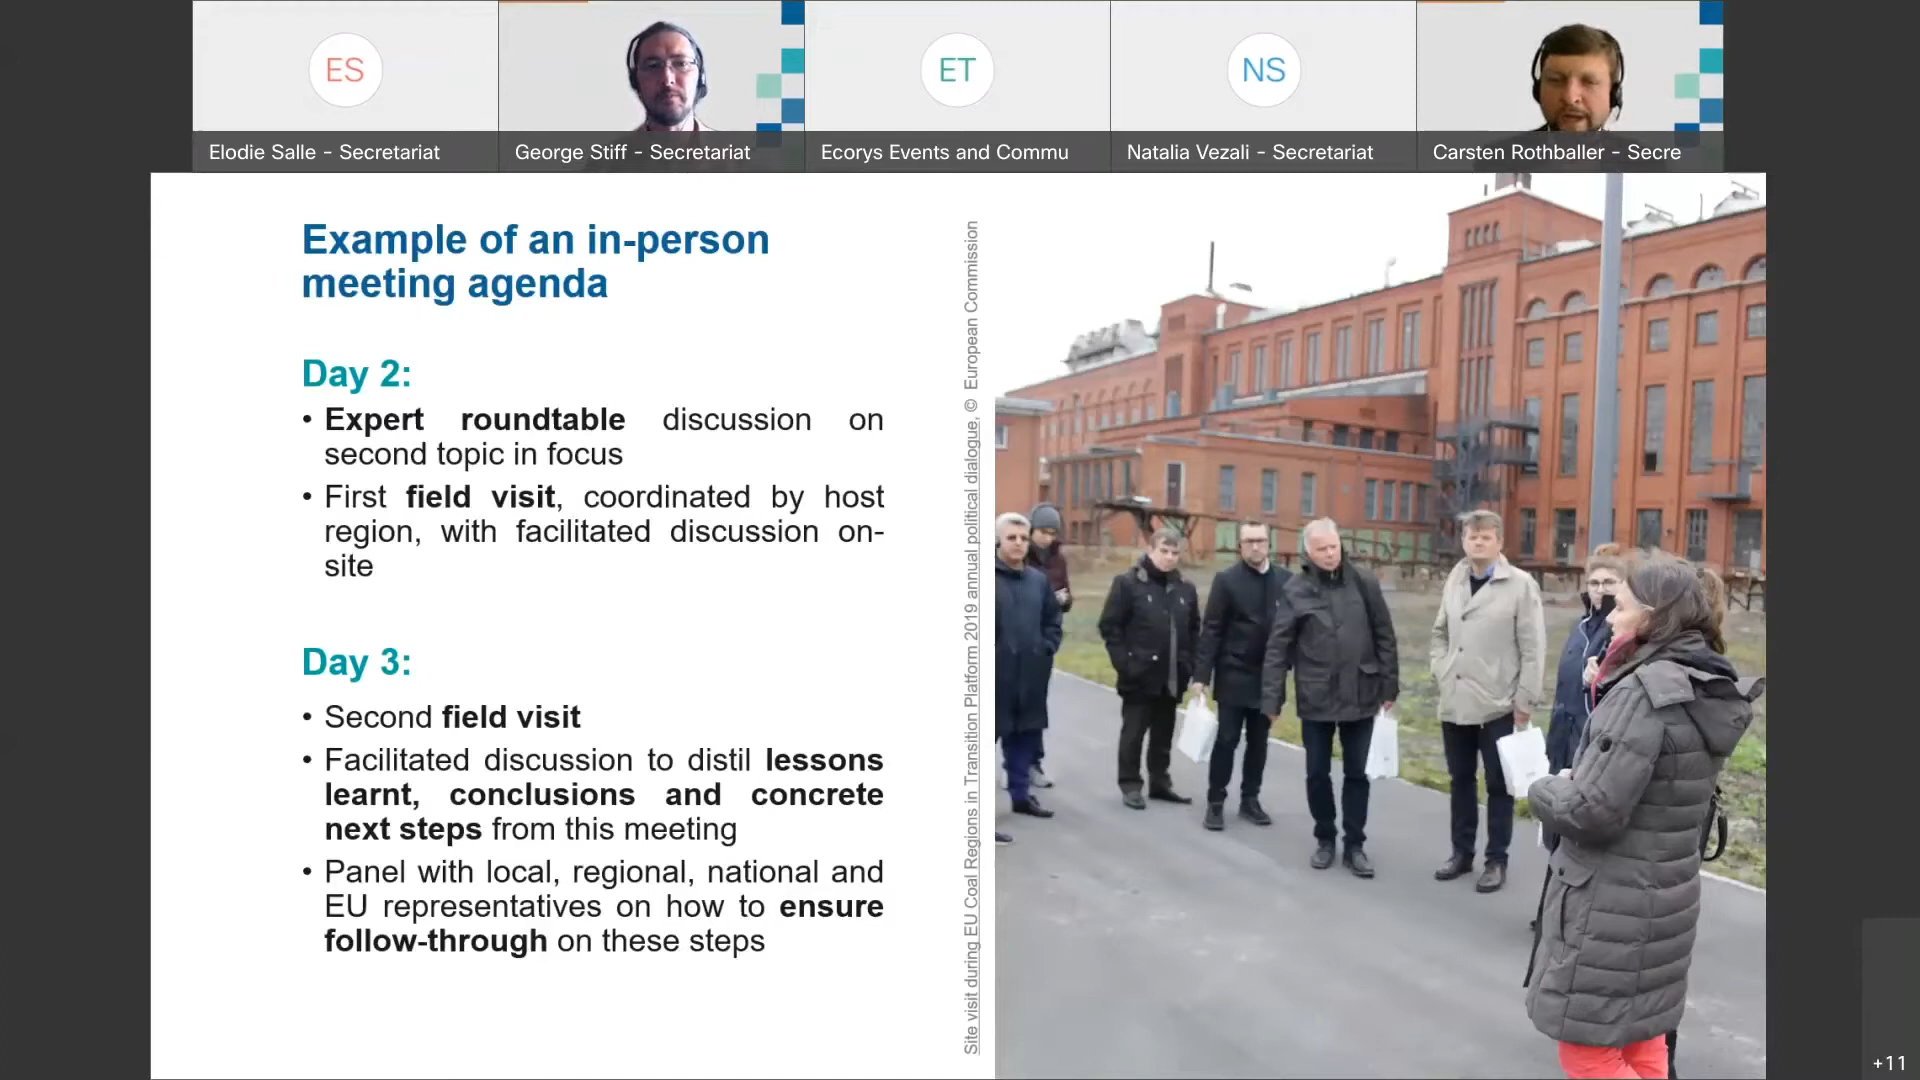 ES
ET
NS
Elodie Salle - Secretariat
George Stiff - Secretariat
Ecorys Events and Commu
Natalia Vezali - Secretariat
Carsten Rothballer - Secre
Example of an in-person
meeting agenda
Day 2:
• Expert roundtable discussion on
second topic in focus
• First field visit, coordinated by host
region, with facilitated discussion on-
site
Day 3:
• Second field visit
• Facilitated discussion to distil lessons
learnt, conclusions and concrete
next steps from this meeting
• Panel with local, regional, national and
EU representatives on how to ensure
follow-through on these steps
Site visit during EU Coal Regions in Transition Platform 2019 annual political dialogue, © European Commission
+11